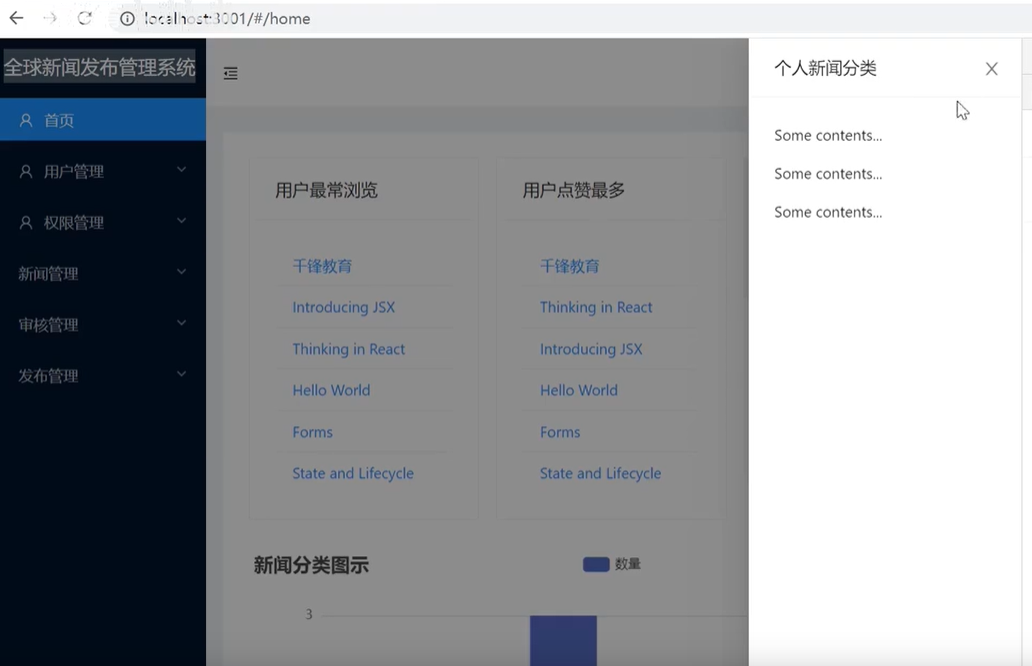 localhost:3001/#/home
全球新闻发布管理系统
首页
用户管理
权限管理
新闻管理
审核管理
发布管理
用户最常浏览
千锋教育
Introducing JSX
Thinking in React
Hello World
Forms
State and Lifecycle
用户点赞最多
千锋教育
Thinking in React
Introducing JSX
Hello World
Forms
State and Lifecycle
新闻分类图示
数量
3
个人新闻分类
Some contents...
Some contents...
Some contents...